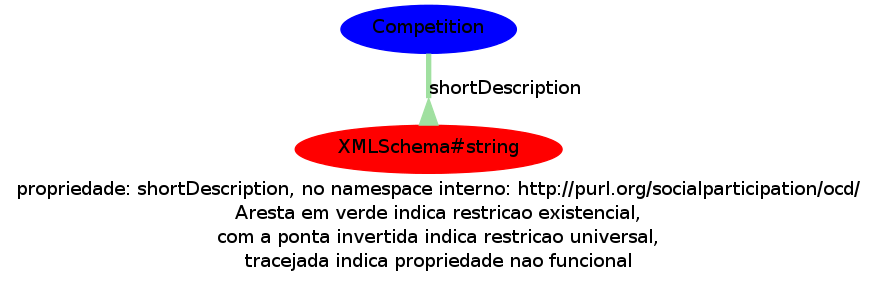 Competition
shortDescription
XMLSchema#string
propriedade: shortDescription, no namespace interno: http://purl.org/socialparticipation/ocd/
Aresta em verde indica restricao existencial,
com a ponta invertida indica restricao universal,
tracejada indica propriedade nao funcional